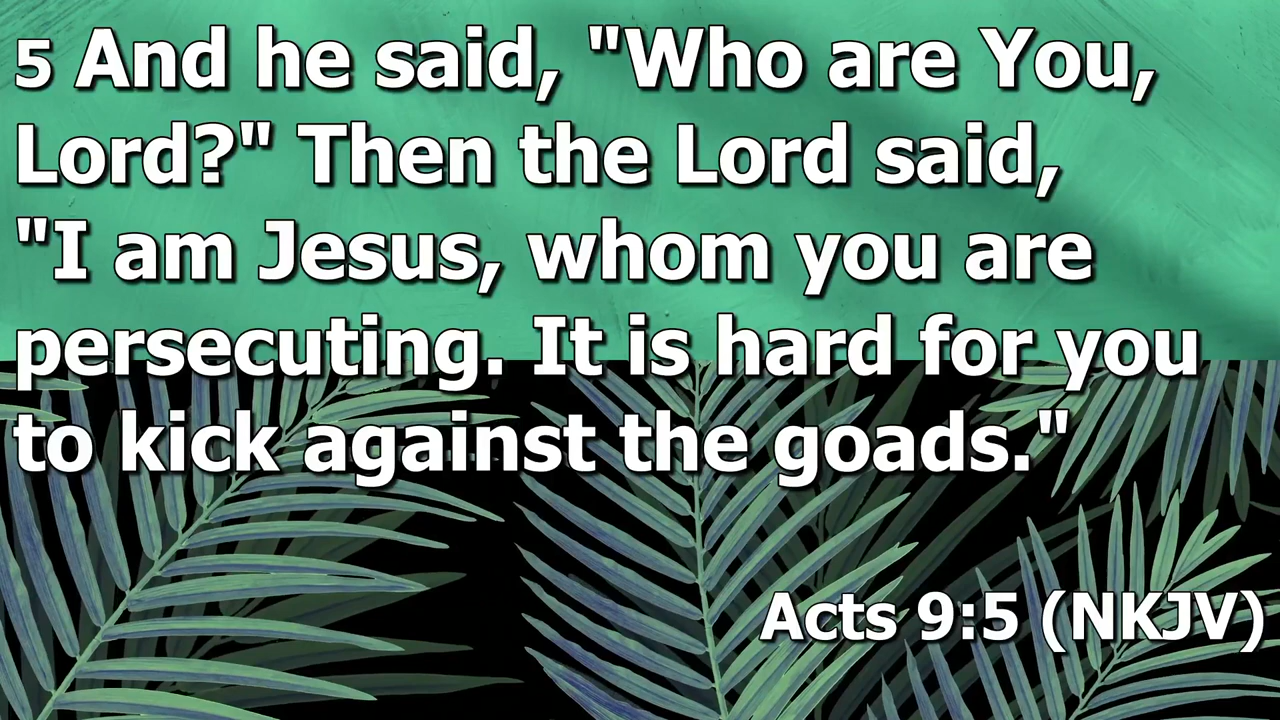 5 And he said, "Who are You,
Lord?" Then the Lord said,
"I am Jesus, whom you are
persecuting. It is hard for you
to kick against the goads."
Acts 9:5 (NKJV)